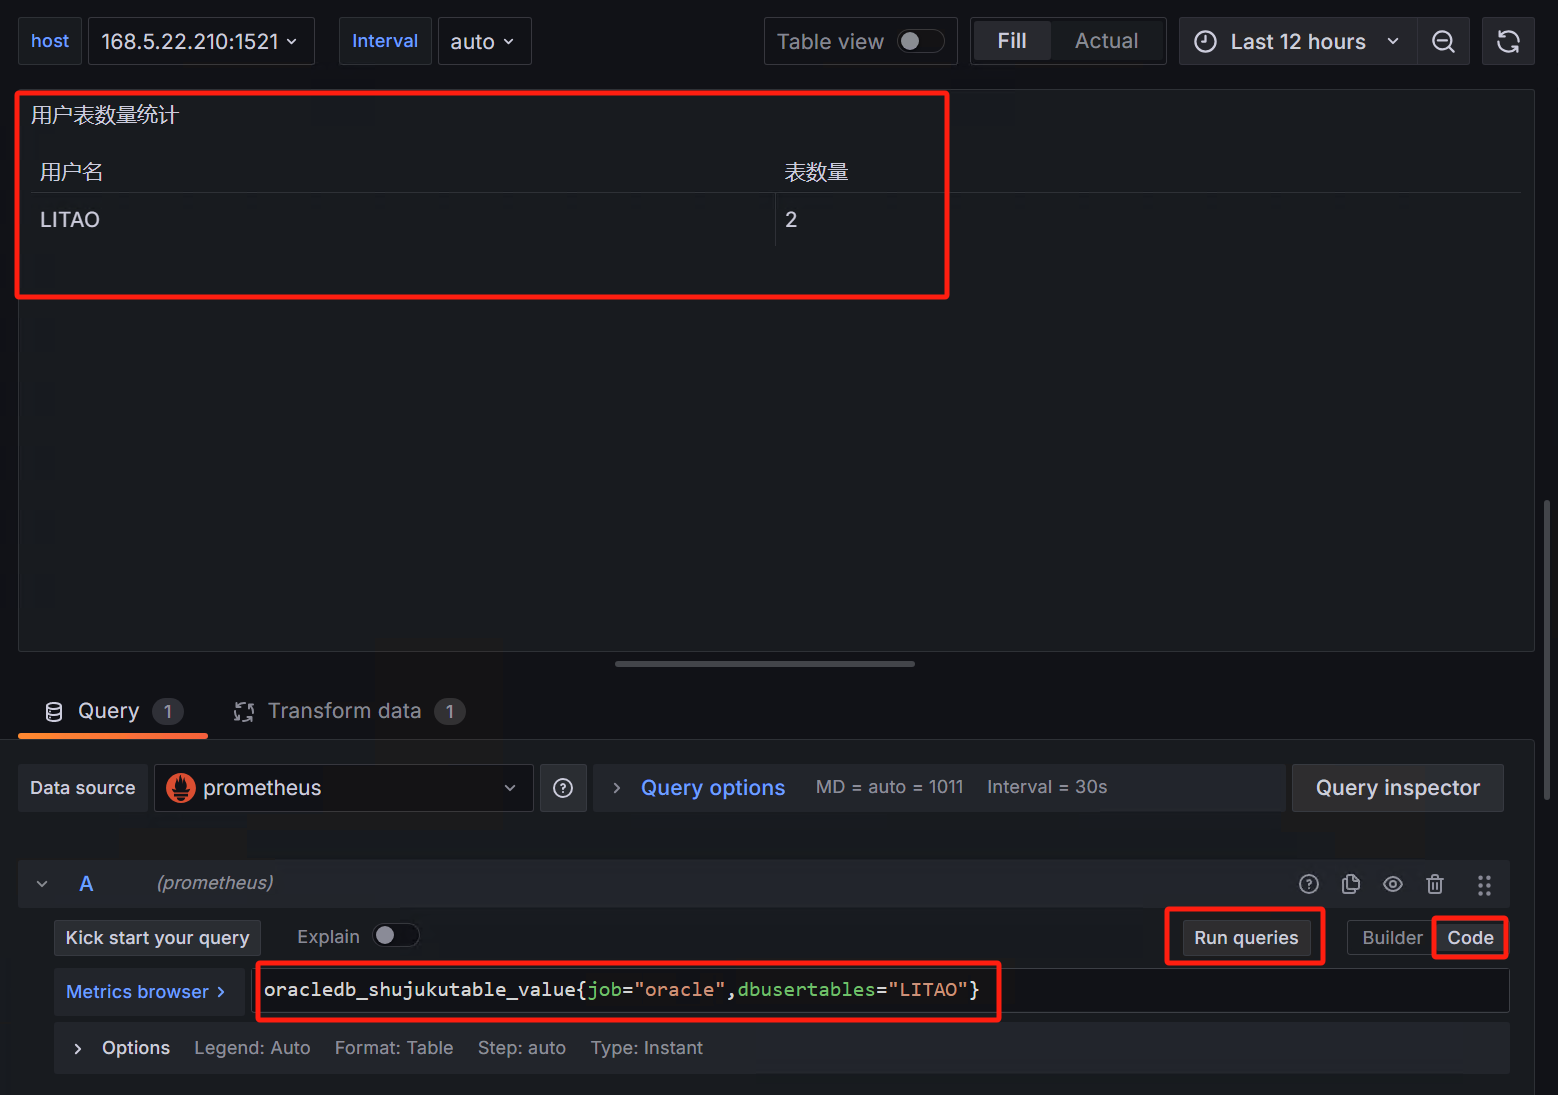 host 168.5.22.210:1521 Interval auto Table view Fill Actual Last 12 hours
用户表数量统计
用户名 表数量
LITAO 2
Query 1 Transform data 1
Data source prometheus Query options MD = auto = 1011 Interval = 30s Query inspector
A (prometheus)
Kick start your query Explain Run queries Builder Code
Metrics browser > oracledb_shujukutable_value{job="oracle",dbusertables="LITAO"}
> Options Legend: Auto Format: Table Step: auto Type: Instant